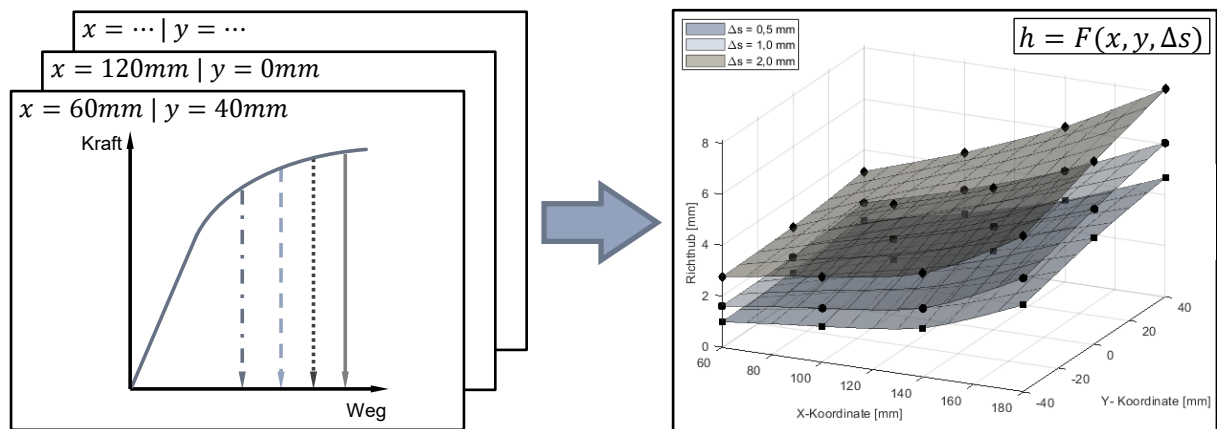 x = ⋯ | y = ⋯
x = 120mm | y = 0mm
x = 60mm | y = 40mm
Kraft
Weg
Δs = 0,5 mm
Δs = 1,0 mm
Δs = 2,0 mm
h = F(x, y, Δs)
Richthub [mm]
8
6
4
2
0
60
80
100
120
140
160
180
X-Koordinate [mm]
-40
-20
0
20
40
Y- Koordinate [mm]